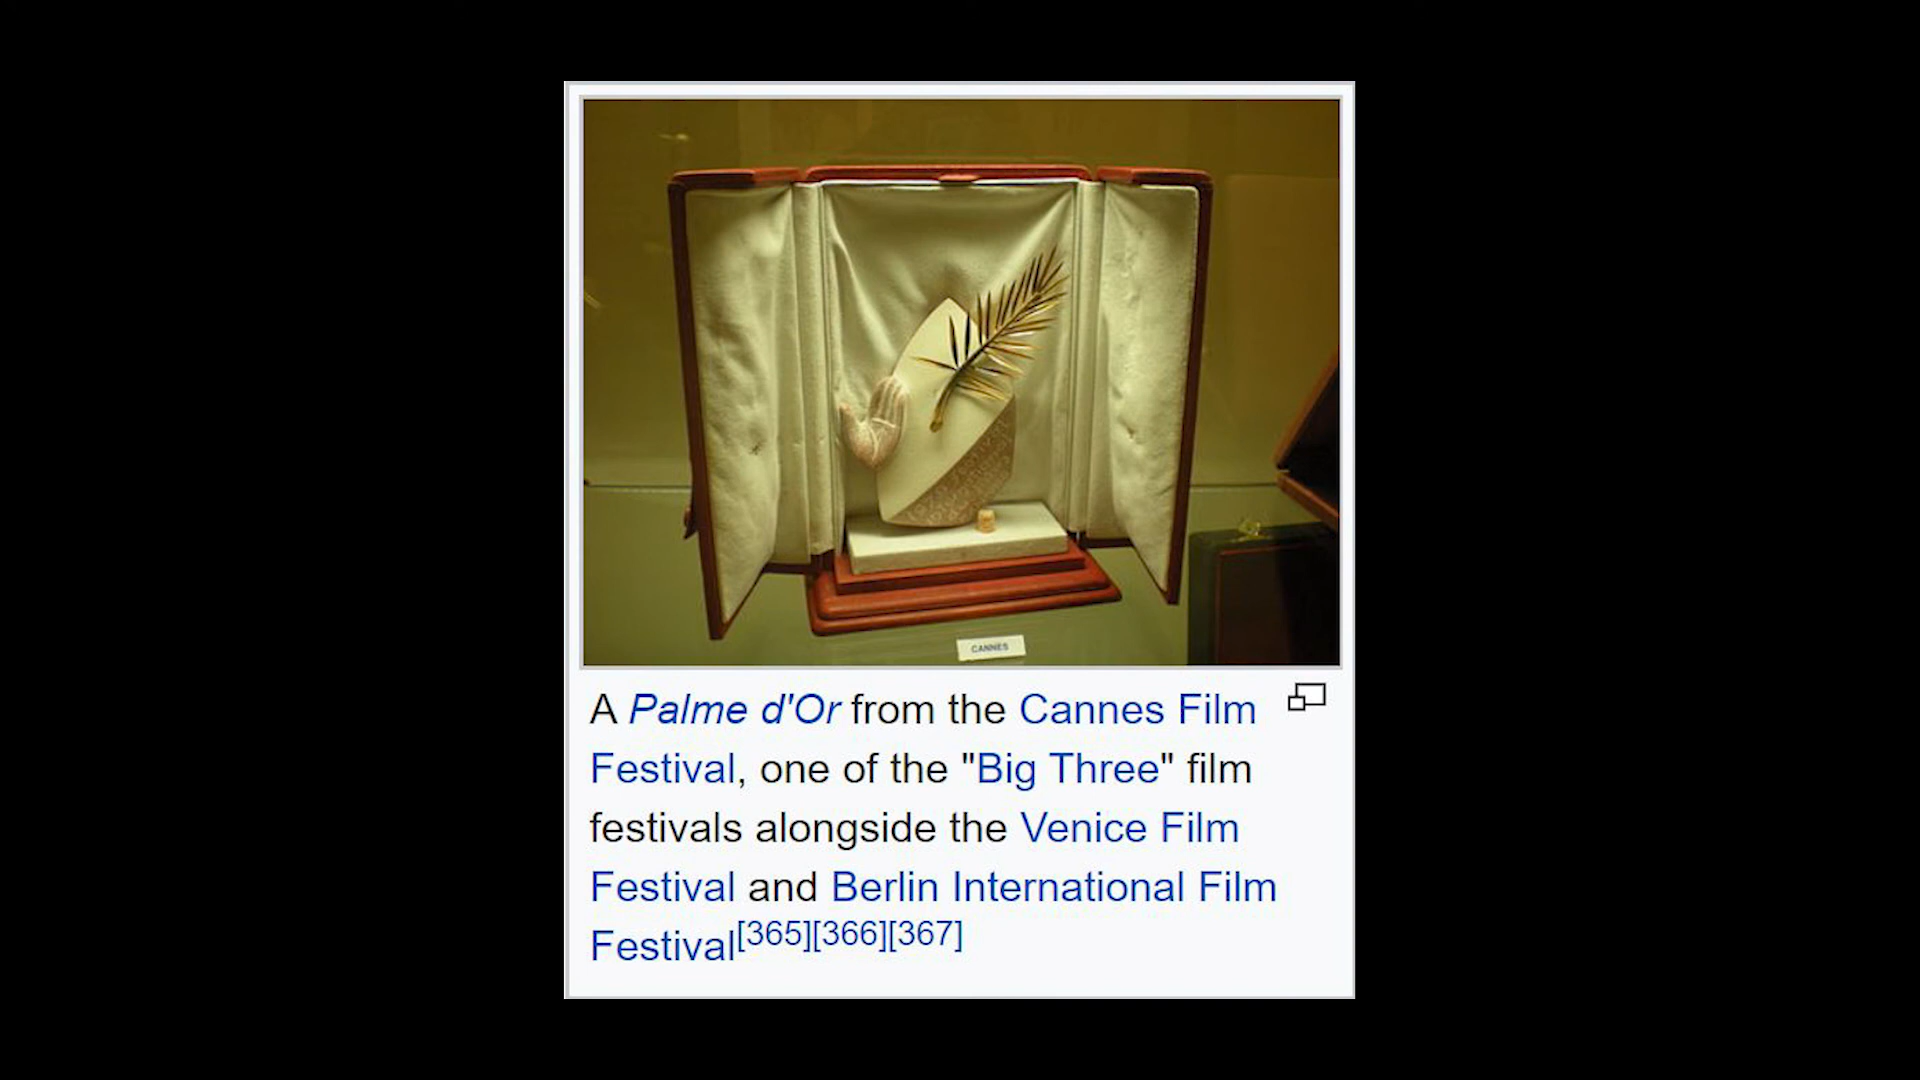 CANNES
A Palme d'Or from the Cannes Film
Festival, one of the "Big Three" film
festivals alongside the Venice Film
Festival and Berlin International Film
Festival[365][366][367]